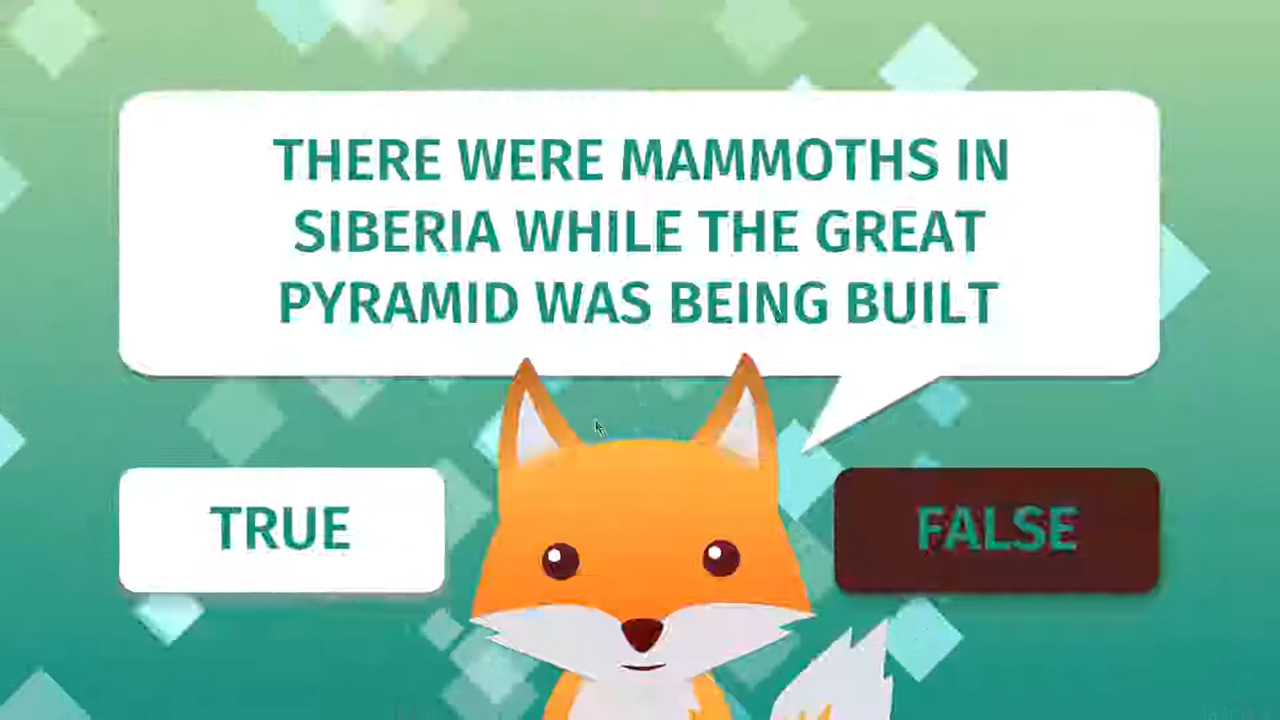 THERE WERE MAMMOTHS IN
SIBERIA WHILE THE GREAT
PYRAMID WAS BEING BUILT
TRUE
FALSE